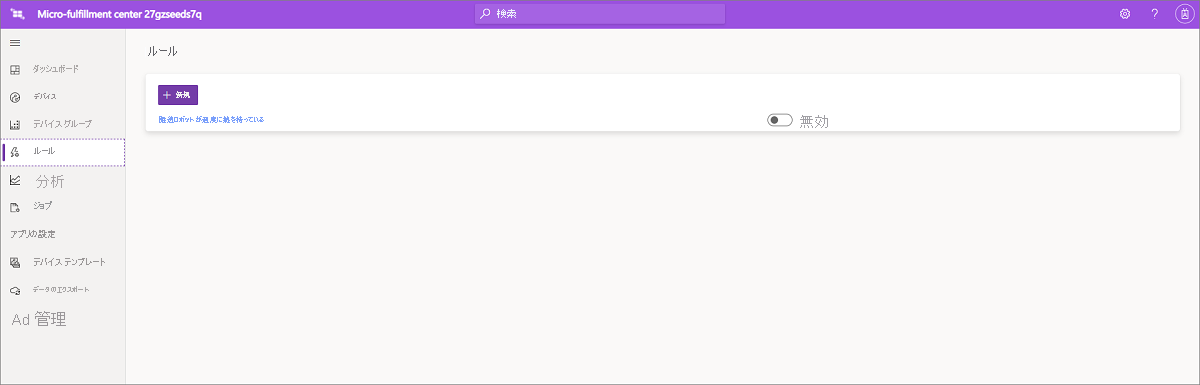 Micro-fulfillment center 27gzseeds7q
検索
?
ルール
ダッシュボード
デバイス
デバイス グループ
ルール
分析
ジョブ
アプリの設定
デバイス テンプレート
データのエクスポート
Ad 管理
+ 新規
ロボットが過度に熱を持っている
無効